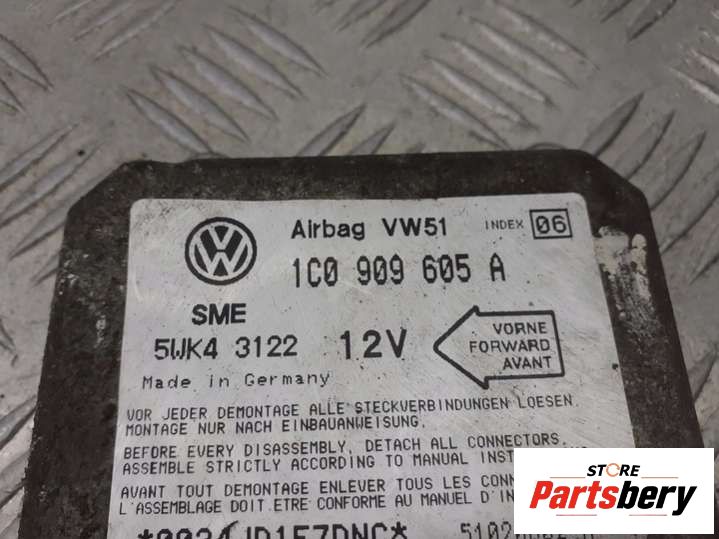 Airbag VW51 INDEX 06
1C0 909 605 A
SME
5WK4 3122 12V
VORNE
FORWARD
AVANT
Made in Germany
VOR JEDER DEMONTAGE ALLE STECKVERBINDUNGEN LOESEN.
MONTAGE NUR NACH EINBAUANWEISUNG.
BEFORE EVERY DISASSEMBLY, DETACH ALL CONNECTORS.
ASSEMBLE STRICTLY ACCORDING TO MANUAL
AVANT TOUT DEMONTAGE ENLEVER TOUS LES
L'ASSEMBLAGE DOIT ETRE CONFORME AU MANUEL D'IN
STORE
Partsbery